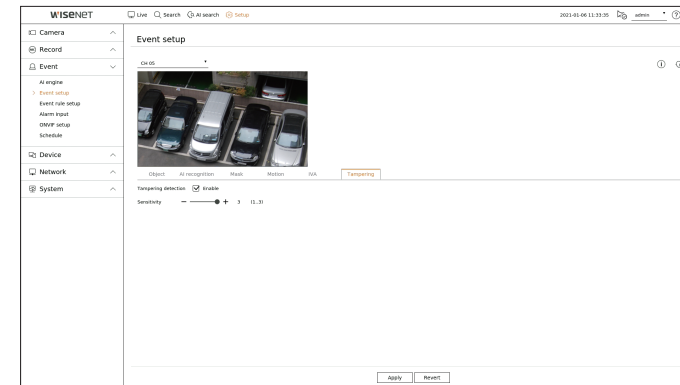 WISENET
Live Search AI search Setup
2021-01-06 11:33:35 admin
Camera
Record
Event
AI engine
Event setup
Event rule setup
Alarm input
ONVIF setup
Schedule
Device
Network
System
Event setup
CH 05
Object AI recognition Mask Motion IVA Tampering
Tampering detection Enable
Sensitivity 3 (1..3)
Apply Revert